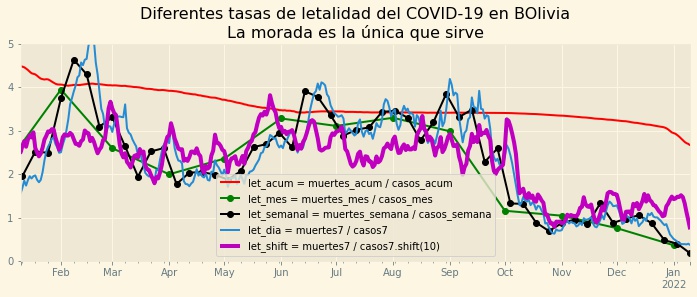 Diferentes tasas de letalidad del COVID-19 en BOlivia
La morada es la única que sirve
5
4
3
2
1
0
let_acum = muertes_acum / casos_acum
let_mes = muertes_mes / casos_mes
let_semanal = muertes_semana / casos_semana
let_dia = muertes7 / casos7
let_shift = muertes7 / casos7.shift(10)
Feb Mar Apr May Jun Jul Aug Sep Oct Nov Dec Jan
2022